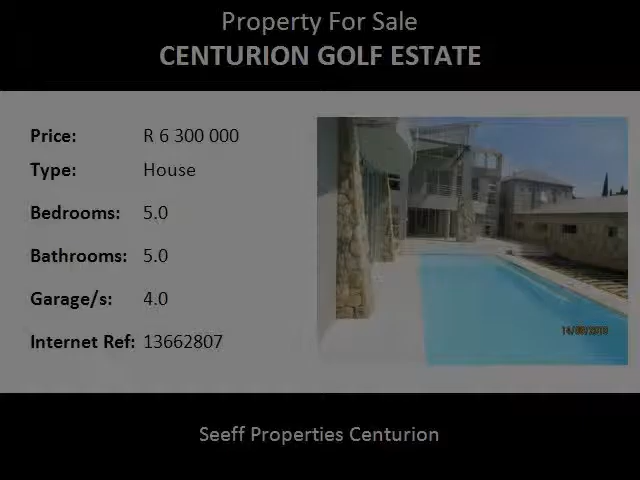 Property For Sale
CENTURION GOLF ESTATE
Price: R 6 300 000
Type: House
Bedrooms: 5.0
Bathrooms: 5.0
Garage/s: 4.0
Internet Ref: 13662807
Seeff Properties Centurion